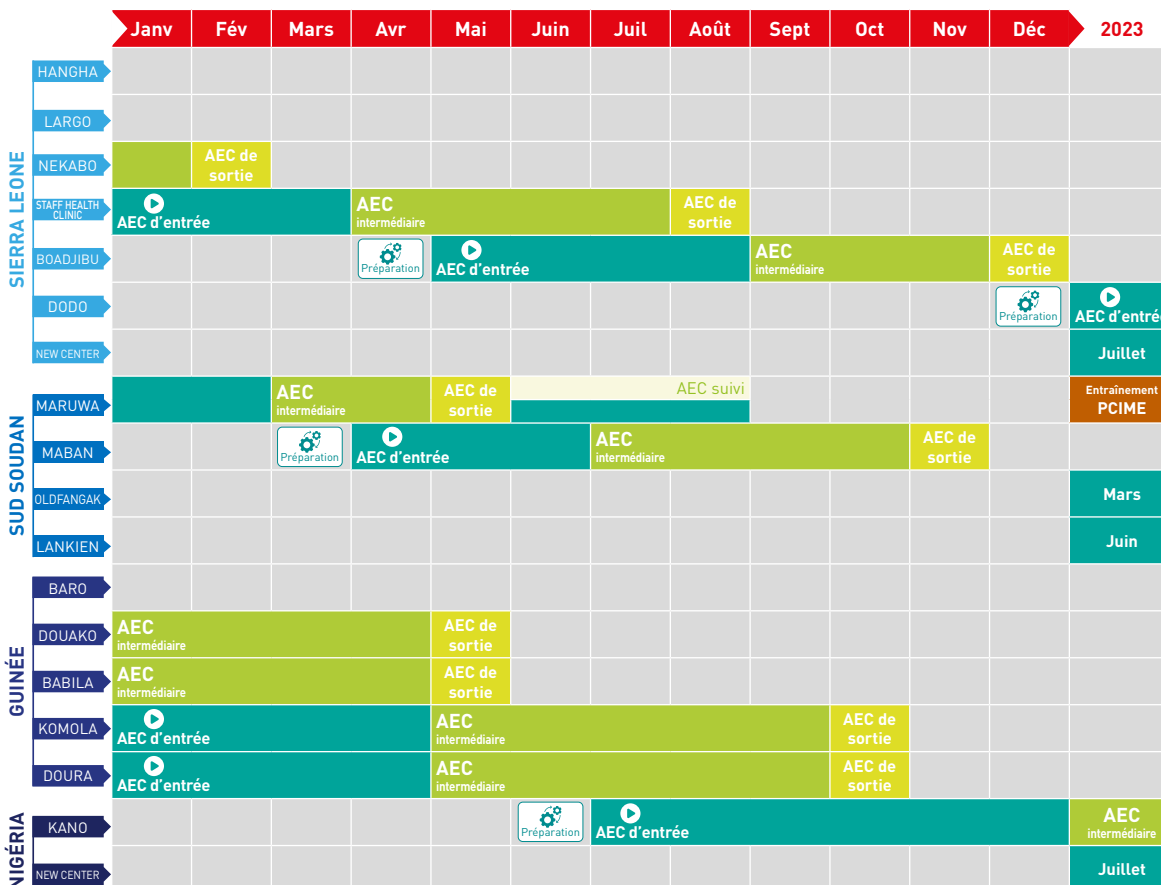 Janv Fév Mars Avr Mai Juin Juil Août Sept Oct Nov Déc 2023
SIERRA LEONE
HANGHA
LARGO
NEKABO
AEC de
sortie
STAFF HEALTH
CLINIC
AEC d'entrée
AEC
intermédiaire
AEC de
sortie
BOADJIBU
Préparation
AEC d'entrée
AEC
intermédiaire
AEC de
sortie
DODO
Préparation
AEC d'entrée
NEW CENTER
Juillet
SUD SOUDAN
MARUWA
AEC
intermédiaire
AEC de
sortie
AEC suivi
Entraînement
PCIME
MABAN
Préparation
AEC d'entrée
AEC
intermédiaire
AEC de
sortie
OLDFANGAK
Mars
LANKIEN
Juin
GUINÉE
BARO
DOUAKO
AEC
intermédiaire
AEC de
sortie
BABILA
AEC
intermédiaire
AEC de
sortie
KOMOLA
AEC d'entrée
AEC
intermédiaire
AEC de
sortie
DOURA
AEC d'entrée
AEC
intermédiaire
AEC de
sortie
NIGÉRIA
KANO
Préparation
AEC d'entrée
AEC
intermédiaire
NEW CENTER
Juillet